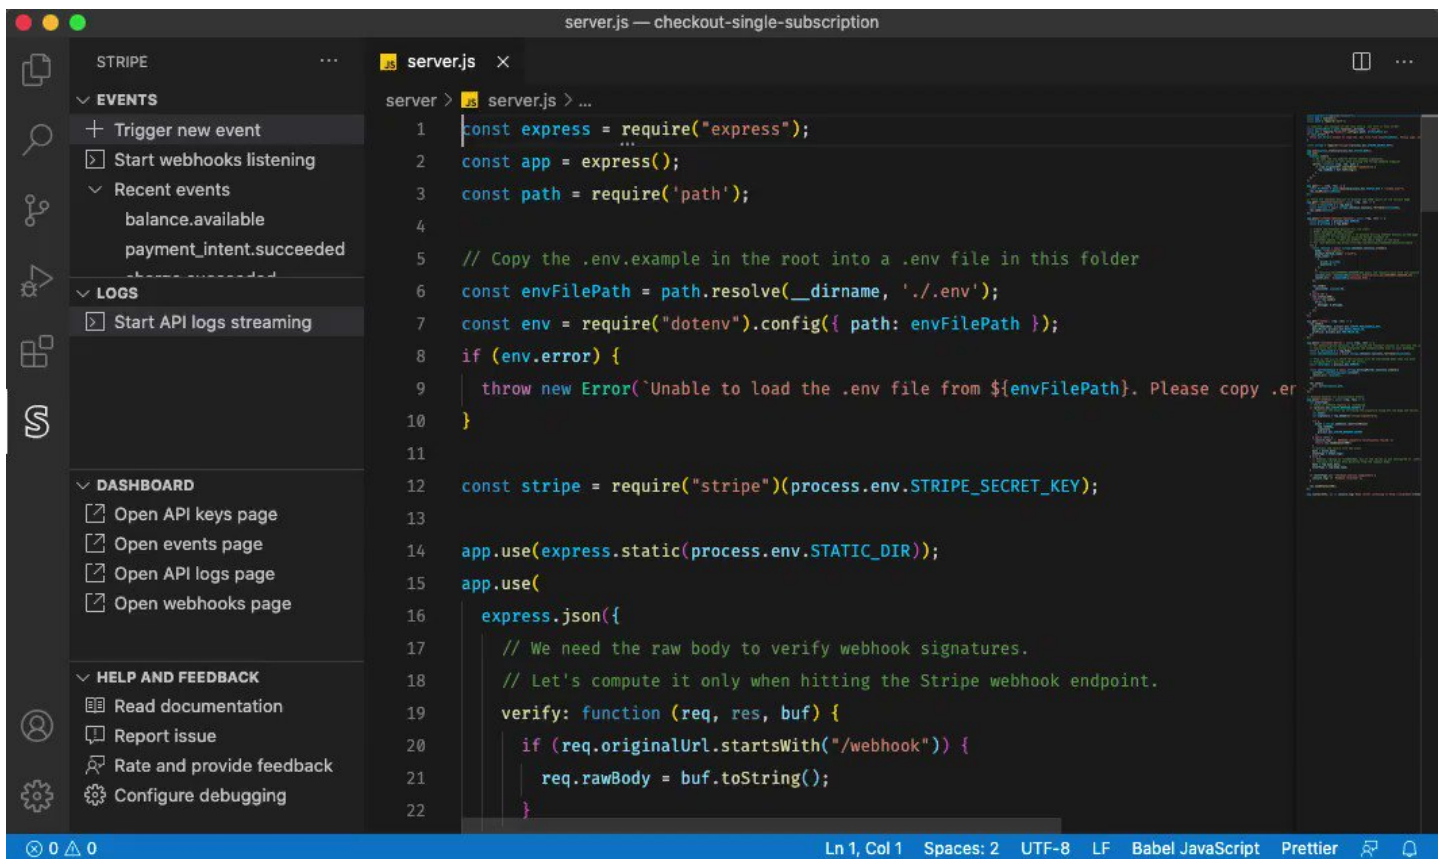 server.js — checkout-single-subscription
STRIPE
EVENTS
Trigger new event
Start webhooks listening
Recent events
balance.available
payment_intent.succeeded
LOGS
Start API logs streaming
DASHBOARD
Open API keys page
Open events page
Open API logs page
Open webhooks page
HELP AND FEEDBACK
Read documentation
Report issue
Rate and provide feedback
Configure debugging
JS server.js ×
server > JS server.js > ...
1 const express = require("express");
2 const app = express();
3 const path = require('path');
4
5 // Copy the .env.example in the root into a .env file in this folder
6 const envFilePath = path.resolve(__dirname, './.env');
7 const env = require("dotenv").config({ path: envFilePath });
8 if (env.error) {
9 throw new Error(`Unable to load the .env file from ${envFilePath}. Please copy .er
10 }
11
12 const stripe = require("stripe")(process.env.STRIPE_SECRET_KEY);
13
14 app.use(express.static(process.env.STATIC_DIR));
15 app.use(
16 express.json({
17 // We need the raw body to verify webhook signatures.
18 // Let's compute it only when hitting the Stripe webhook endpoint.
19 verify: function (req, res, buf) {
20 if (req.originalUrl.startsWith("/webhook")) {
21 req.rawBody = buf.toString();
22 }
0 0 Ln 1, Col 1 Spaces: 2 UTF-8 LF Babel JavaScript Prettier